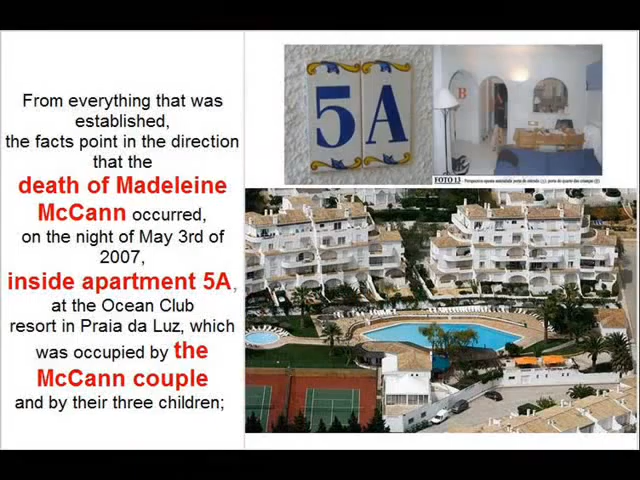 From everything that was
established,
the facts point in the direction
that the
death of Madeleine
McCann occurred,
on the night of May 3rd of
2007,
inside apartment 5A,
at the Ocean Club
resort in Praia da Luz, which
was occupied by the
McCann couple
and by their three children;
5A
B
A
FOTO 13